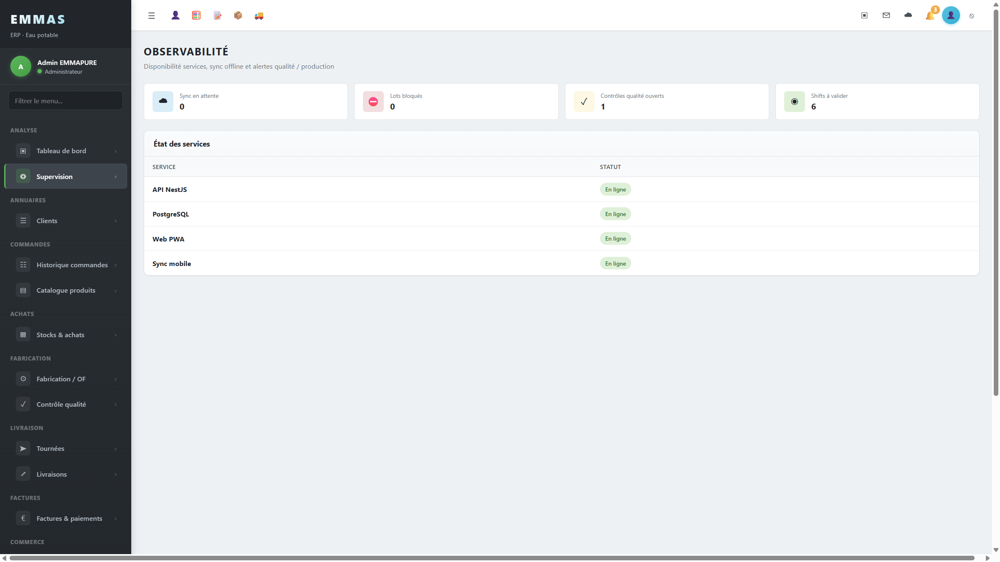 EMMAS
ERP · Eau potable
A
Admin EMMAPURE
Administrateur
Filtrer le menu...
ANALYSE
Tableau de bord
Supervision
ANNUAIRES
Clients
COMMANDES
Historique commandes
Catalogue produits
ACHATS
Stocks & achats
FABRICATION
Fabrication / OF
Contrôle qualité
LIVRAISON
Tournées
Livraisons
FACTURES
€ Factures & paiements
COMMERCE
3
OBSERVABILITÉ
Disponibilité services, sync offline et alertes qualité / production
Sync en attente
0
Lots bloqués
0
Contrôles qualité ouverts
1
Shifts à valider
6
État des services
SERVICE STATUT
API NestJS En ligne
PostgreSQL En ligne
Web PWA En ligne
Sync mobile En ligne